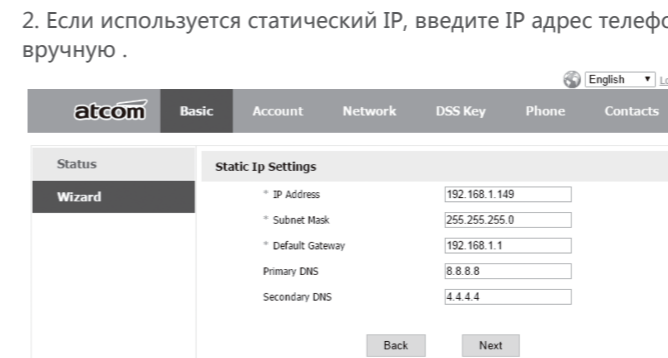 2. Если используется статический IP, введите IP адрес
вручную .
English
atcom Basic Account Network DSS Key Phone Contacts
Status Static Ip Settings
Wizard * IP Address 192.168.1.149
* Subnet Mask 255.255.255.0
* Default Gateway 192.168.1.1
Primary DNS 8.8.8.8
Secondary DNS 4.4.4.4
Back Next